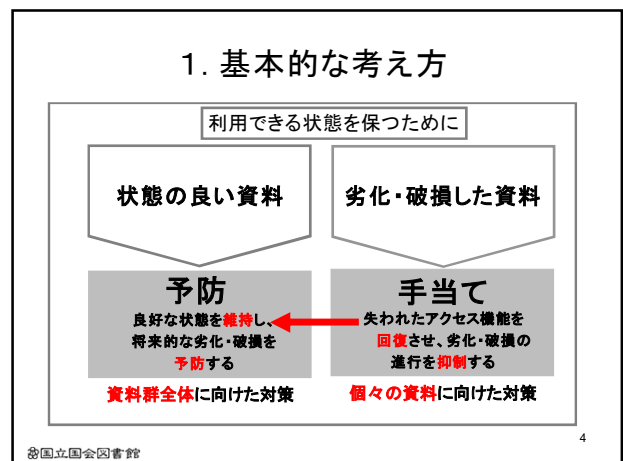 1. 基本的な考え方
利用できる状態を保つために
状態の良い資料
劣化・破損した資料
予防
良好な状態を維持し、
将来的な劣化・破損を
予防する
資料群全体に向けた対策
手当て
失われたアクセス機能を
回復させ、劣化・破損の
進行を抑制する
個々の資料に向けた対策
4
国立国会図書館